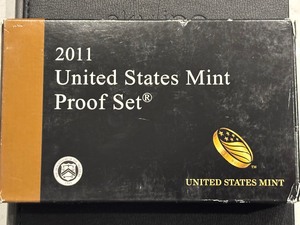 2011
United States Mint
Proof Set®
UNITED STATES MINT